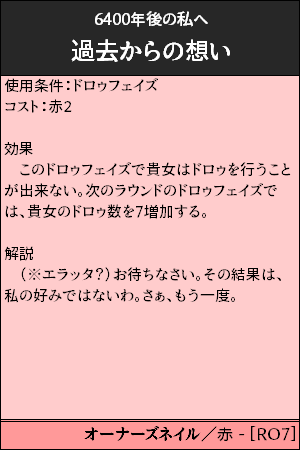 6400年後の私へ
過去からの想い
使用条件：ドロゥフェイズ
コスト：赤2
効果
　このドロゥフェイズで貴女はドロゥを行うこと
が出来ない。次のラウンドのドロゥフェイズで
は、貴女のドロゥ数を7増加する。
解説
　（※エラッタ？）お待ちなさい。その結果は、
私の好みではないわ。さぁ、もう一度。
オーナーズネイル／赤 - [RO7]